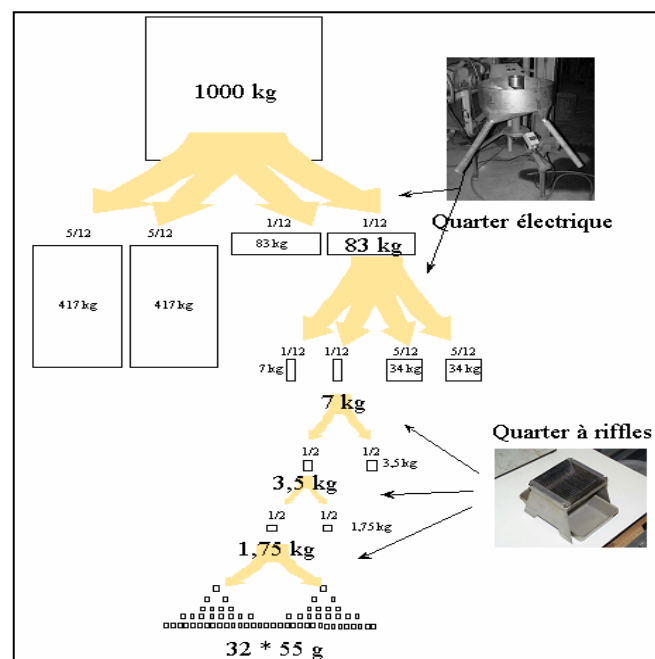 1000 kg
Quarter électrique
5/12 5/12 1/12 1/12
83 kg 83 kg
417 kg 417 kg
1/12 1/12 5/12 5/12
7 kg 34 kg 34 kg
7 kg
Quarter à riffles
1/2 1/2
3,5 kg
3,5 kg
1/2 1/2
1,75 kg
1,75 kg
32 * 55 g